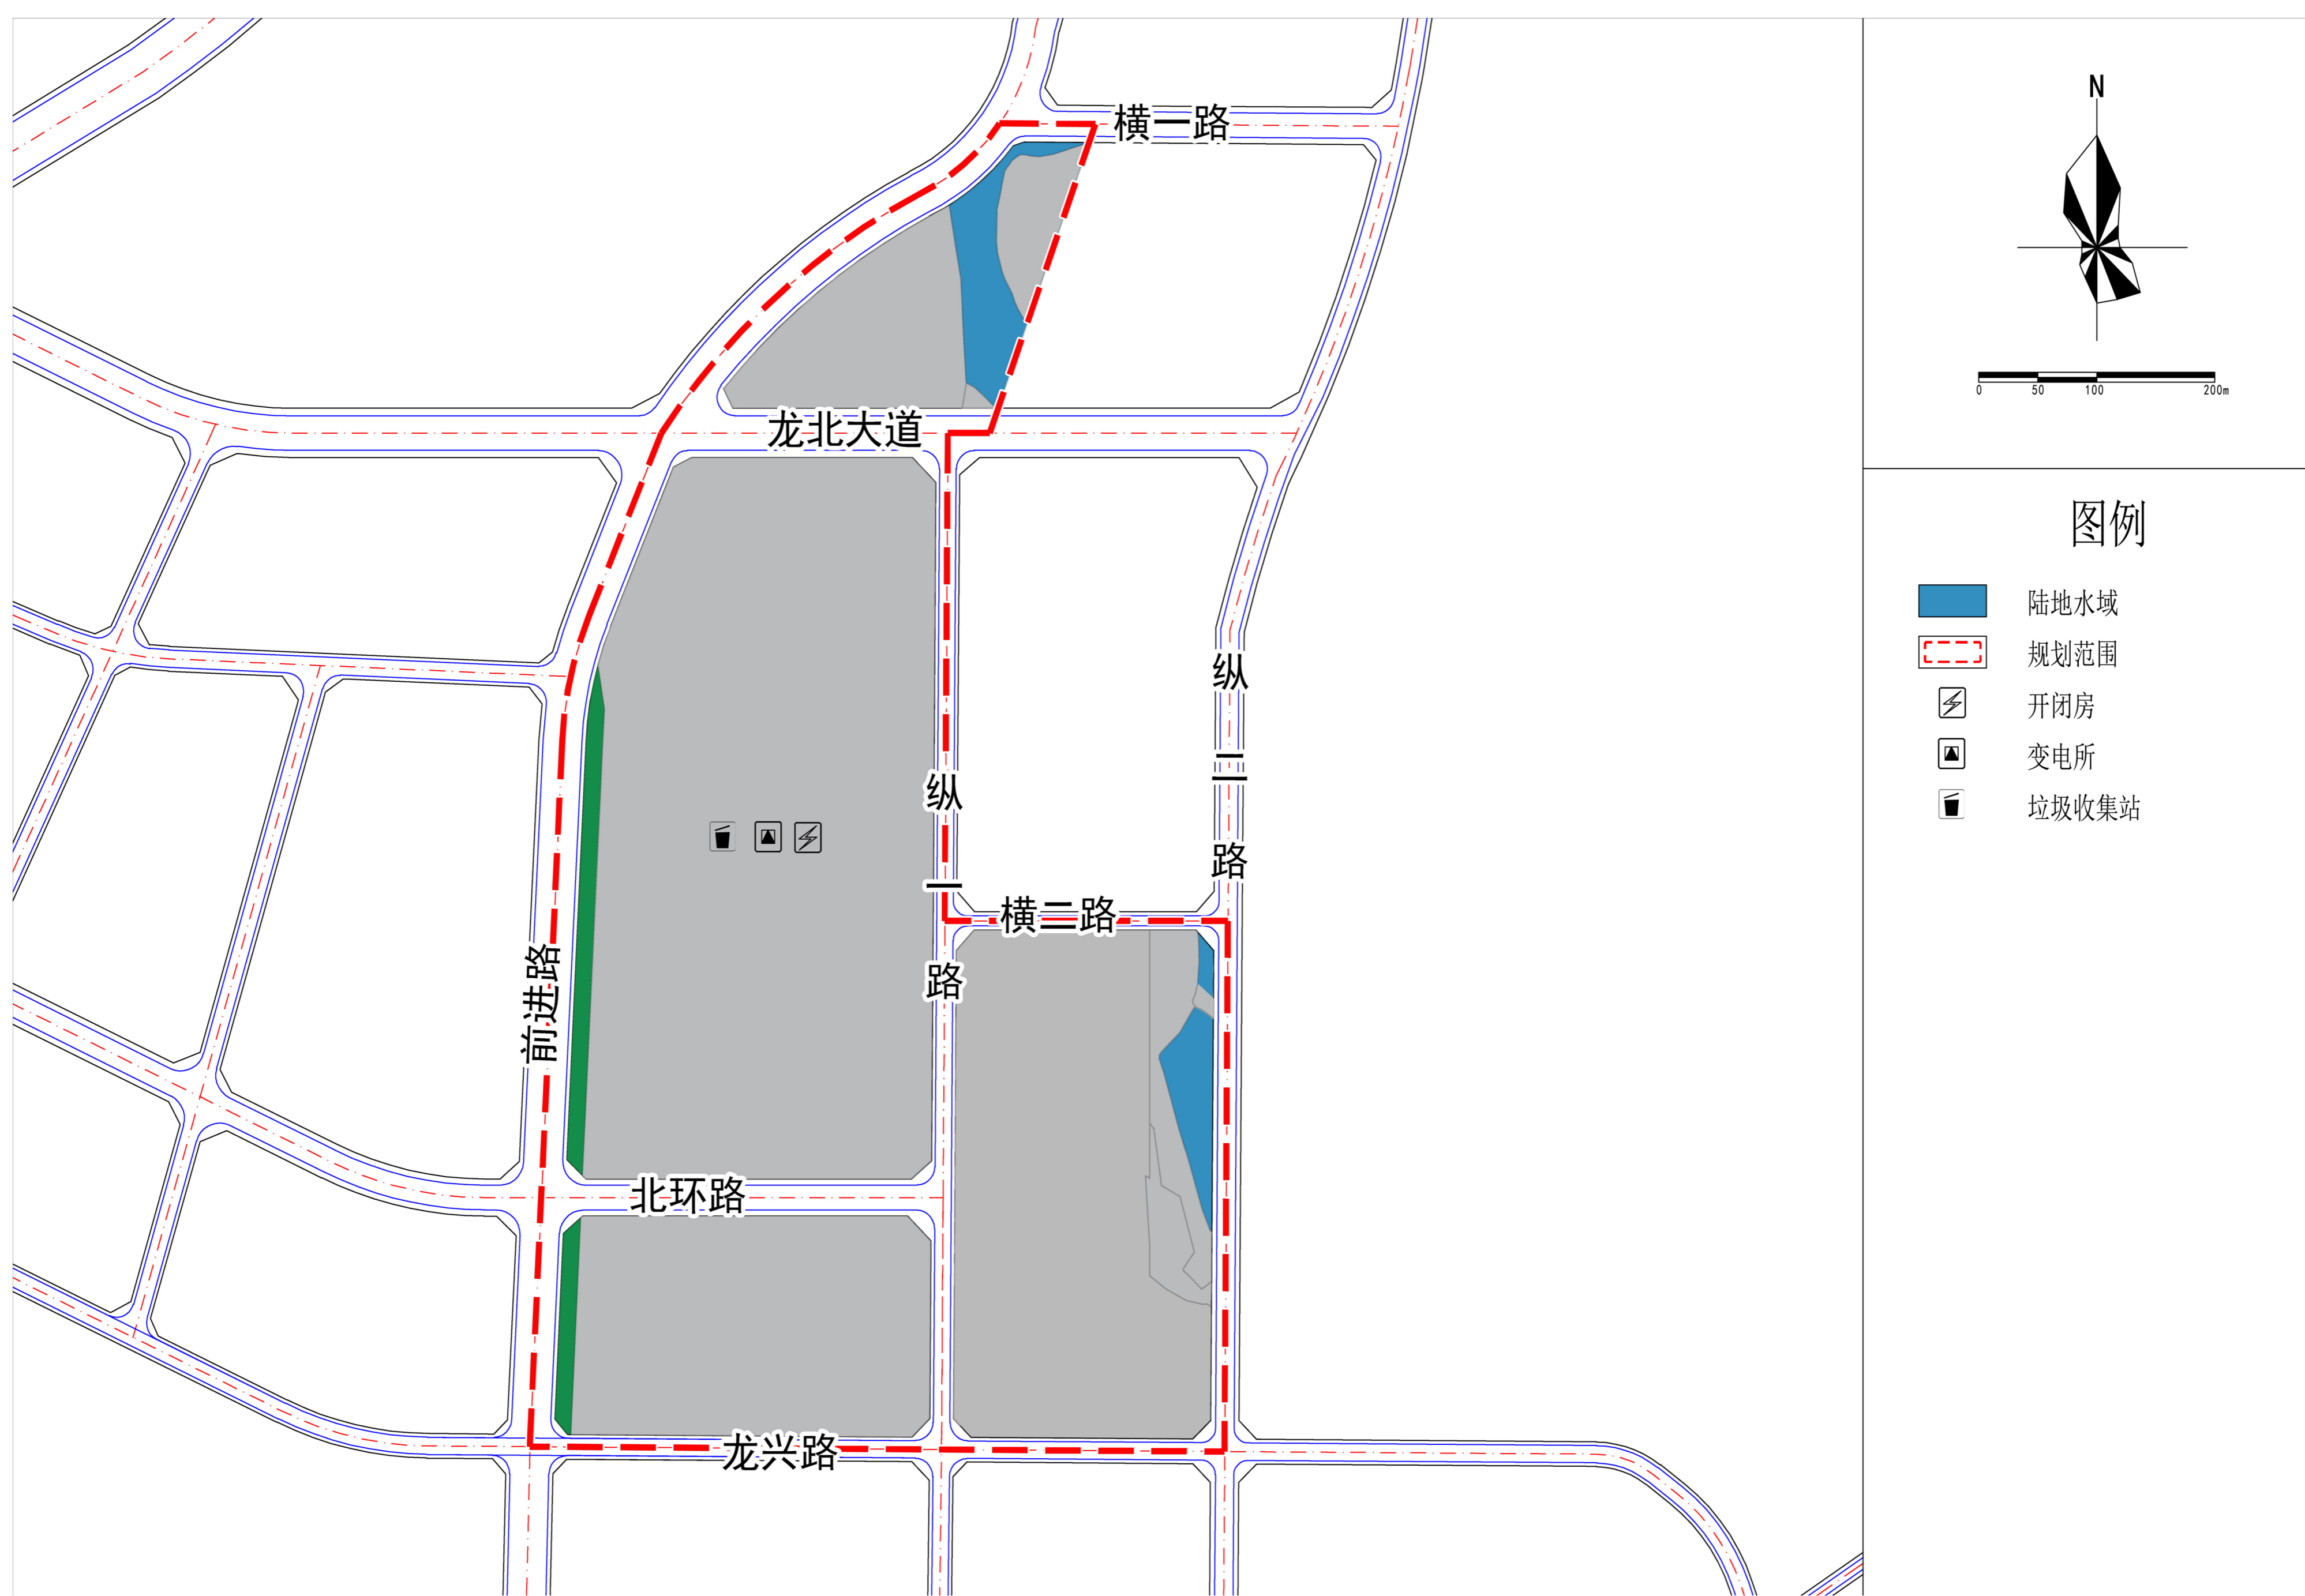 横一路
龙北大道
纵一路
纵二路
横二路
前进路
北环路
龙兴路
N
0 50 100 200m
图例
陆地水域
规划范围
开闭房
变电所
垃圾收集站